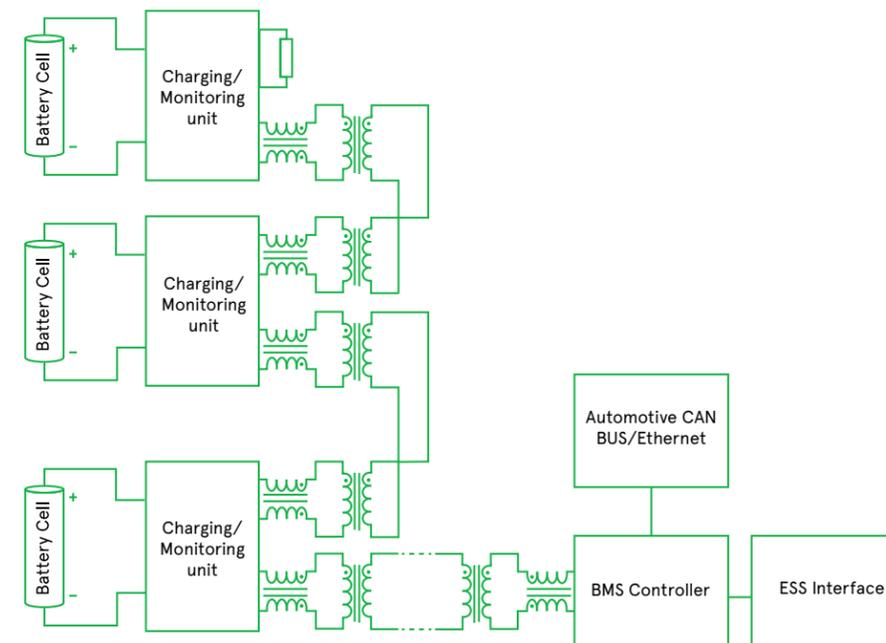 Battery Cell
+
−
Charging/
Monitoring
unit
Battery Cell
+
−
Charging/
Monitoring
unit
Battery Cell
+
−
Charging/
Monitoring
unit
Automotive CAN
BUS/Ethernet
BMS Controller
ESS Interface